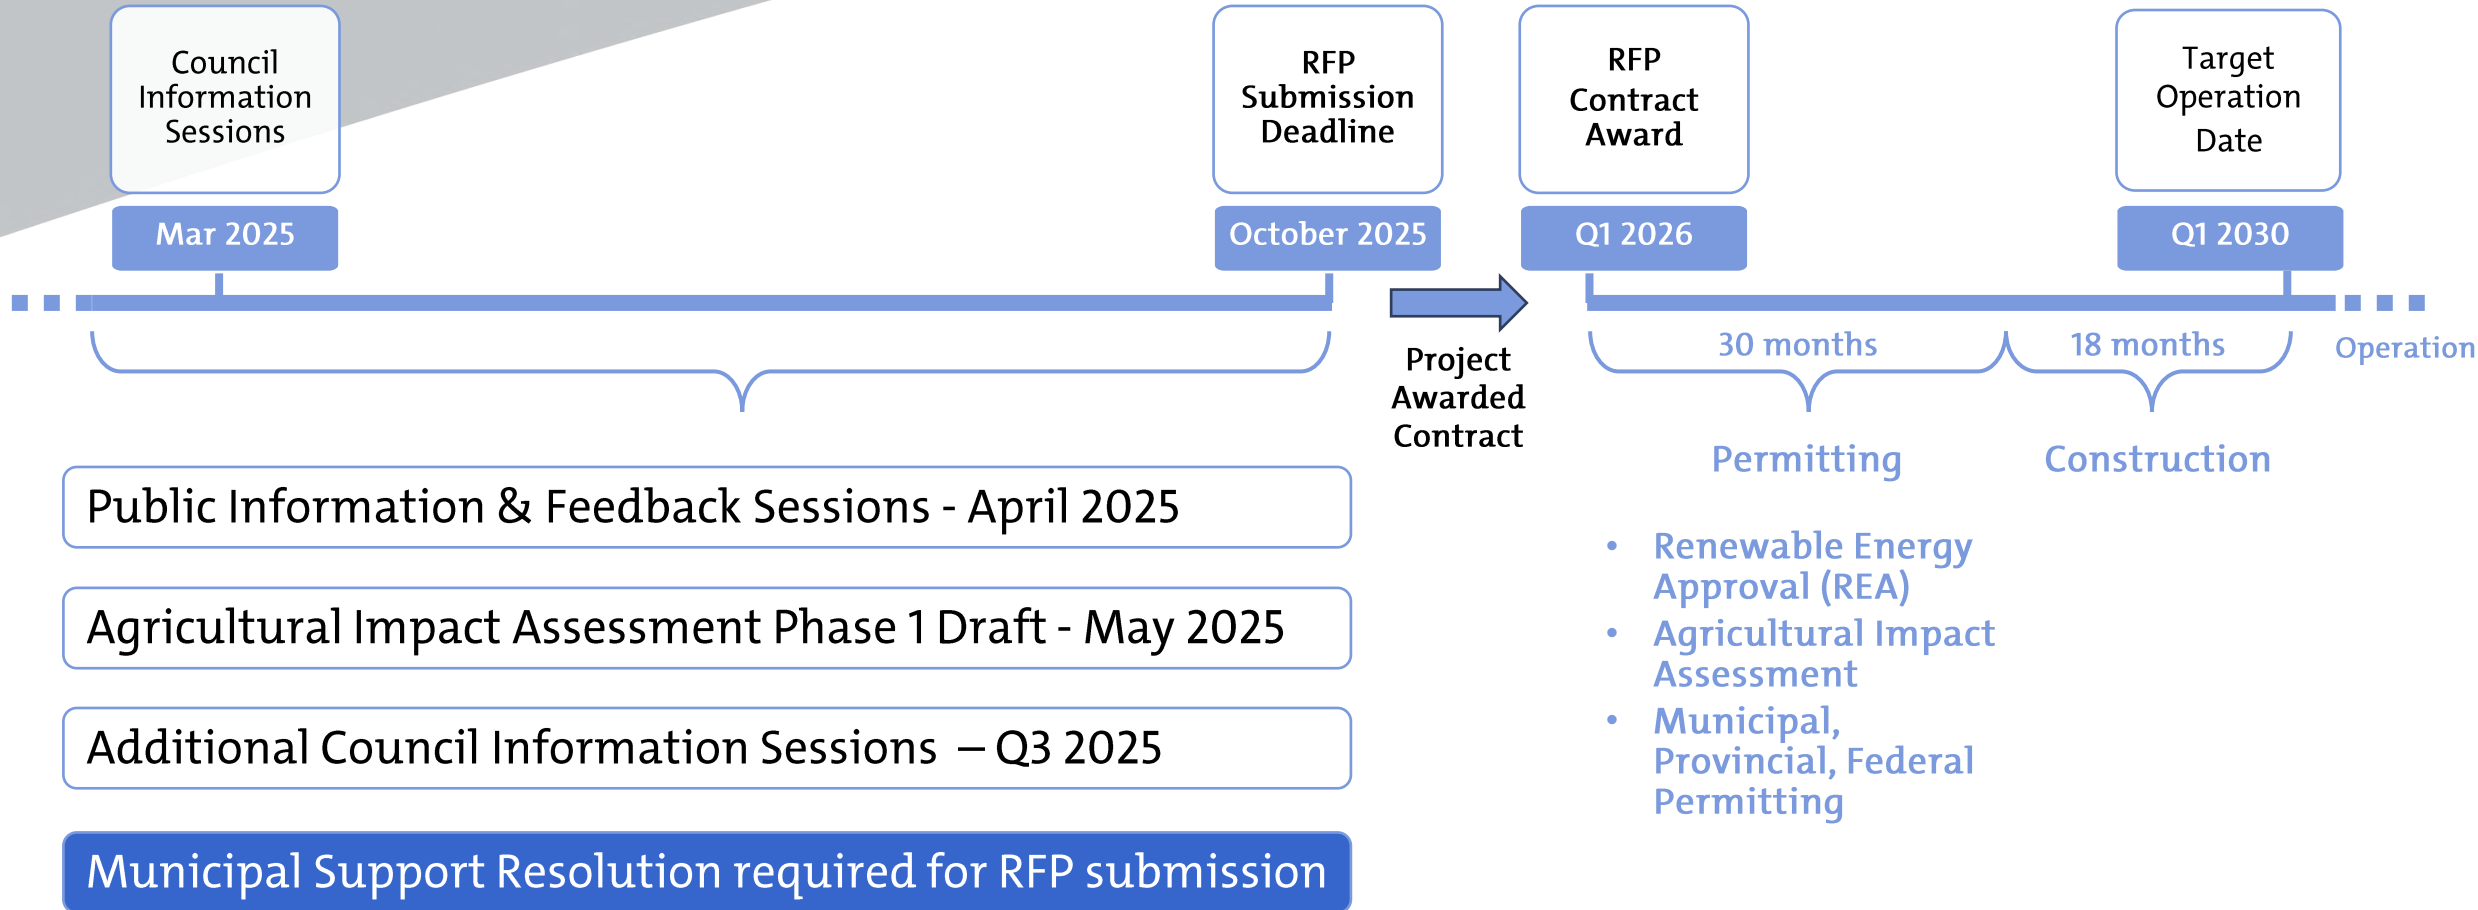 Council
Information
Sessions
Mar 2025
RFP
Submission
Deadline
October 2025
RFP
Contract
Award
Q1 2026
Target
Operation
Date
Q1 2030
Project
Awarded
Contract
30 months
18 months
Operation
Permitting
Construction
Public Information & Feedback Sessions - April 2025
Agricultural Impact Assessment Phase 1 Draft - May 2025
Additional Council Information Sessions – Q3 2025
Municipal Support Resolution required for RFP submission
• Renewable Energy
Approval (REA)
• Agricultural Impact
Assessment
• Municipal,
Provincial, Federal
Permitting